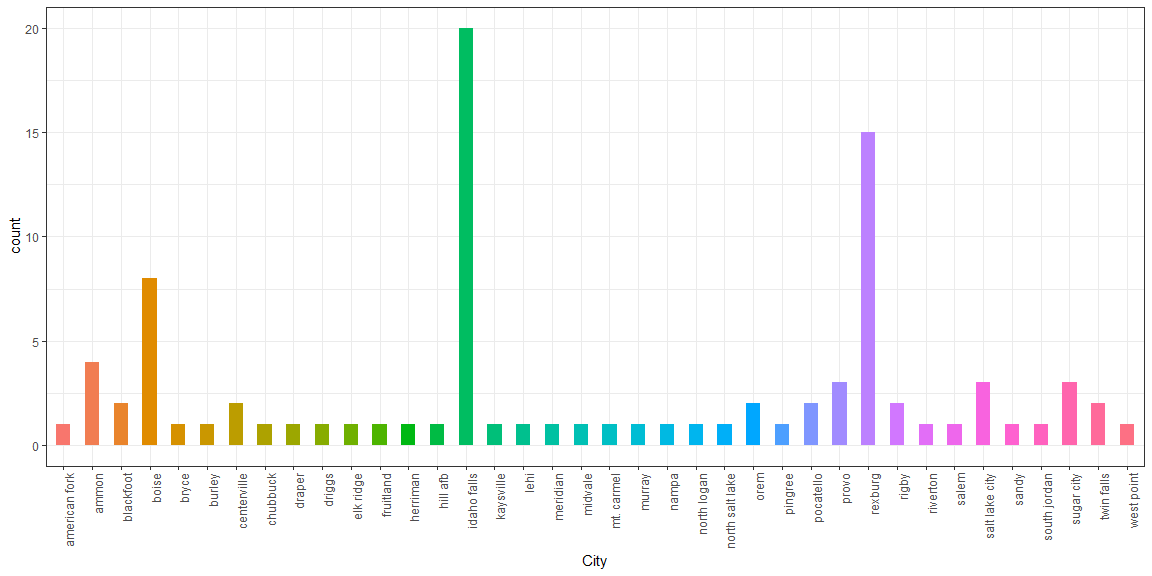 20
15
10
5
0
count
american fork
ammon
blackfoot
boise
bryce
burley
centerville
chubbuck
draper
driggs
elk ridge
fruitland
herriman
hill afb
idaho falls
kaysville
lehi
meridian
midvale
mt. carmel
murray
nampa
north logan
north salt lake
orem
pingree
pocatello
provo
rexburg
rigby
riverton
salem
salt lake city
sandy
south jordan
sugar city
twin falls
west point
City